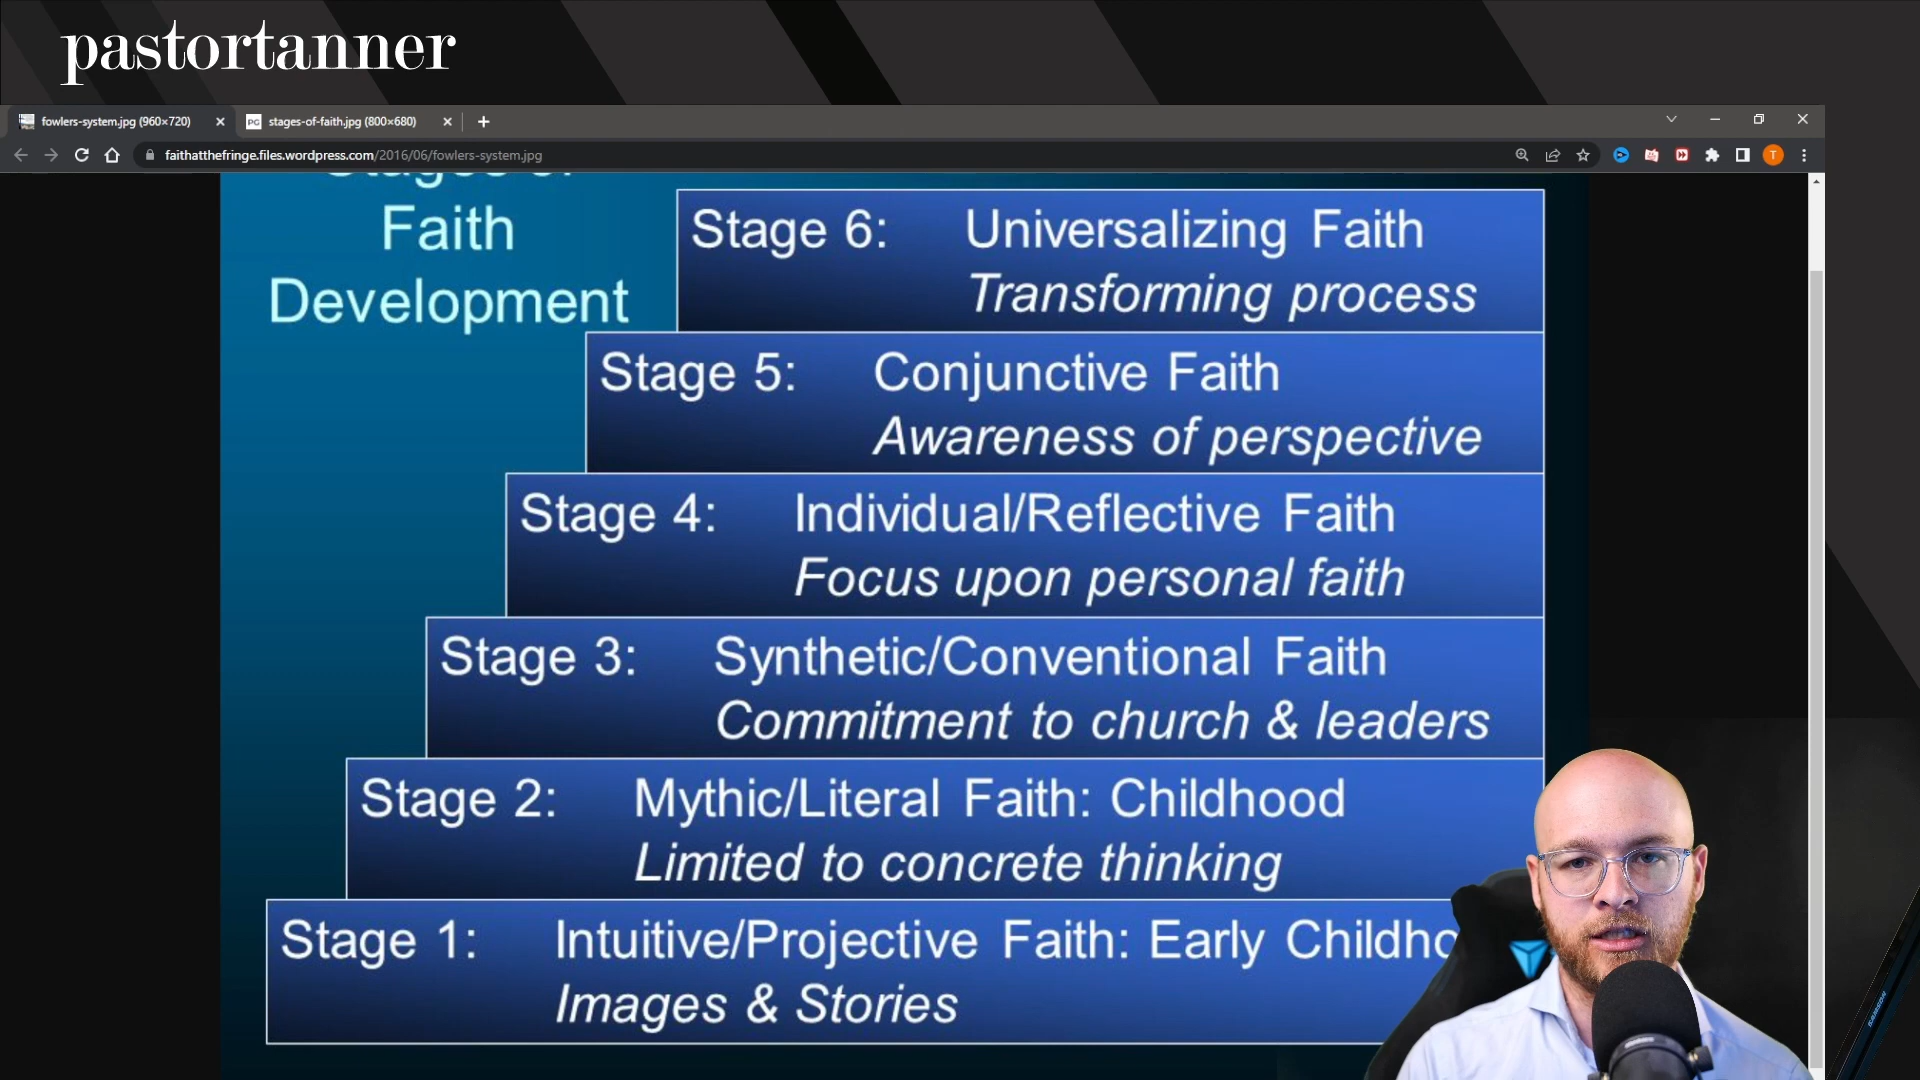 pastortanner
fowlers-system.jpg (960×720)
stages-of-faith.jpg (800×680)
faithatthefringe.files.wordpress.com/2016/06/fowlers-system.jpg
Faith
Development
Stage 6: Universalizing Faith
Transforming process
Stage 5: Conjunctive Faith
Awareness of perspective
Stage 4: Individual/Reflective Faith
Focus upon personal faith
Stage 3: Synthetic/Conventional Faith
Commitment to church & leaders
Stage 2: Mythic/Literal Faith: Childhood
Limited to concrete thinking
Stage 1: Intuitive/Projective Faith: Early Childho
Images & Stories